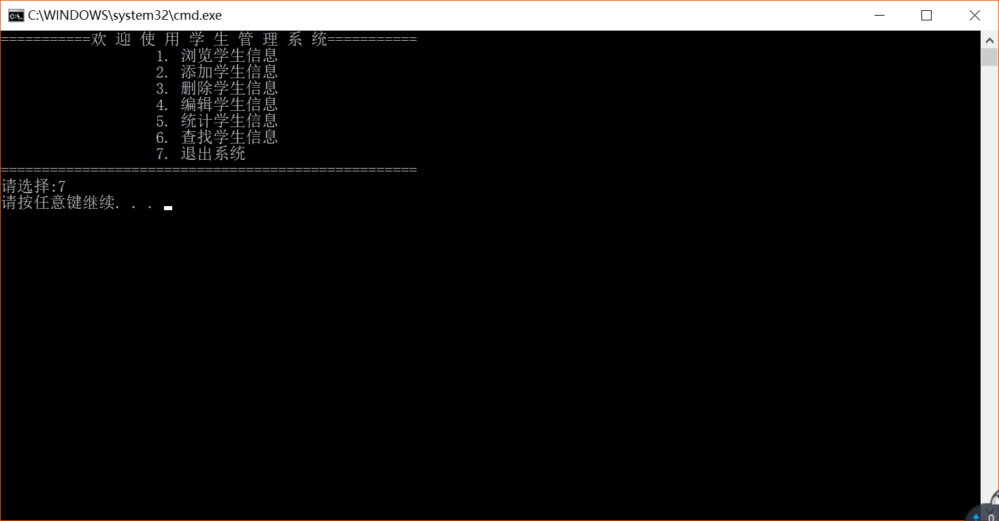 C:\WINDOWS\system32\cmd.exe
===========欢 迎 使 用 学 生 管 理 系 统===========
1. 浏览学生信息
2. 添加学生信息
3. 删除学生信息
4. 编辑学生信息
5. 统计学生信息
6. 查找学生信息
7. 退出系统
===================================================
请选择:7
请按任意键继续. . .
0